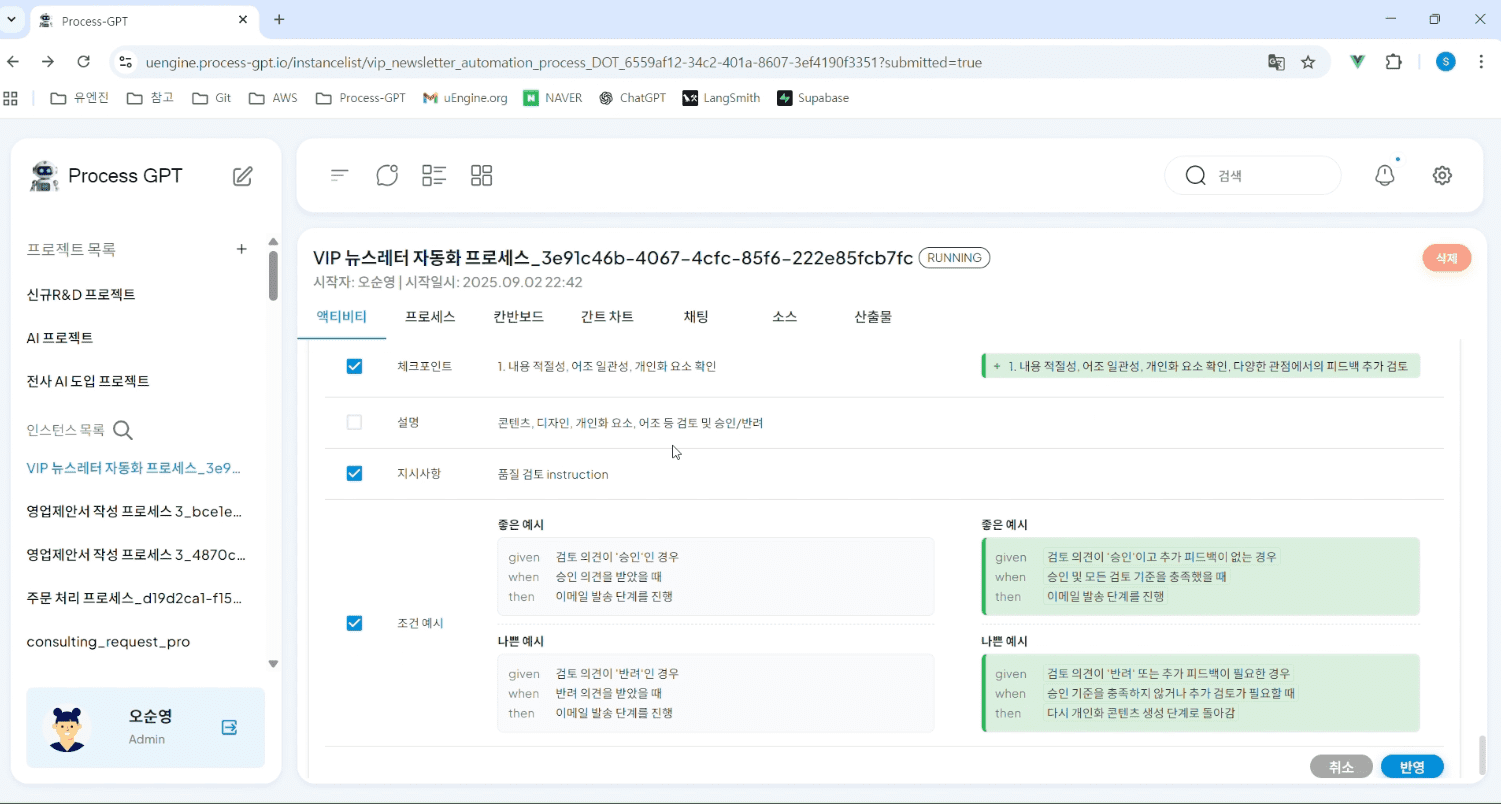 Process-GPT
uengine.process-gpt.io/instancelist/vip_newsletter_automation_process_DOT_6559af12-34c2-401a-8607-3ef4190f3351?submitted=true
S
유엔진 참고 Git AWS Process-GPT uEngine.org NAVER ChatGPT LangSmith Supabase
Process GPT
검색
프로젝트 목록 +
신규R&D 프로젝트
AI 프로젝트
전사 AI 도입 프로젝트
인스턴스 목록
VIP 뉴스레터 자동화 프로세스_3e9...
영업제안서 작성 프로세스 3_bce1e...
영업제안서 작성 프로세스 3_4870c...
주문 처리 프로세스_d19d2ca1-f15...
consulting_request_pro
오순영
Admin
VIP 뉴스레터 자동화 프로세스_3e91c46b-4067-4cfc-85f6-222e85fcb7fc RUNNING
삭제
시작자: 오순영 | 시작일시: 2025.09.02 22:42
액티비티 프로세스 칸반보드 간트 차트 채팅 소스 산출물
체크포인트 1. 내용 적절성, 어조 일관성, 개인화 요소 확인 + 1. 내용 적절성, 어조 일관성, 개인화 요소 확인, 다양한 관점에서의 피드백 추가 검토
설명 콘텐츠, 디자인, 개인화 요소, 어조 등 검토 및 승인/반려
지시사항 품질 검토 instruction
조건 예시
좋은 예시
given 검토 의견이 '승인'인 경우
when 승인 의견을 받았을 때
then 이메일 발송 단계를 진행
나쁜 예시
given 검토 의견이 '반려'인 경우
when 반려 의견을 받았을 때
then 이메일 발송 단계를 진행
좋은 예시
given 검토 의견이 '승인'이고 추가 피드백이 없는 경우
when 승인 및 모든 검토 기준을 충족했을 때
then 이메일 발송 단계를 진행
나쁜 예시
given 검토 의견이 '반려' 또는 추가 피드백이 필요한 경우
when 승인 기준을 충족하지 않거나 추가 검토가 필요할 때
then 다시 개인화 콘텐츠 생성 단계로 돌아감
취소 반영